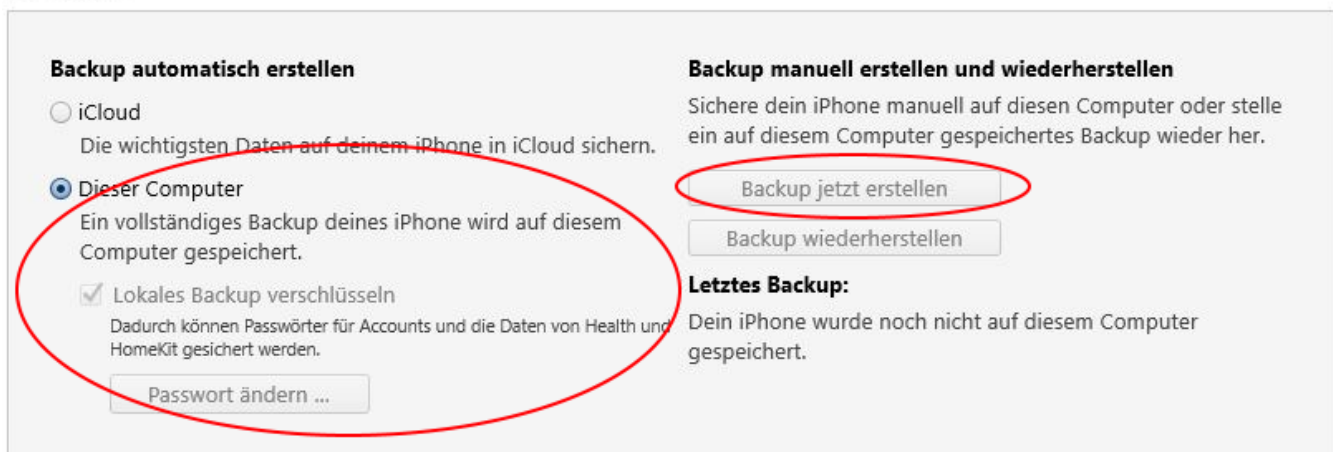 Backup automatisch erstellen
iCloud
Die wichtigsten Daten auf deinem iPhone in iCloud sichern.
Dieser Computer
Ein vollständiges Backup deines iPhone wird auf diesem
Computer gespeichert.
Lokales Backup verschlüsseln
Dadurch können Passwörter für Accounts und die Daten von Health und
HomeKit gesichert werden.
Passwort ändern ...
Backup manuell erstellen und wiederherstellen
Sichere dein iPhone manuell auf diesen Computer oder stelle
ein auf diesem Computer gespeichertes Backup wieder her.
Backup jetzt erstellen
Backup wiederherstellen
Letztes Backup:
Dein iPhone wurde noch nicht auf diesem Computer
gespeichert.